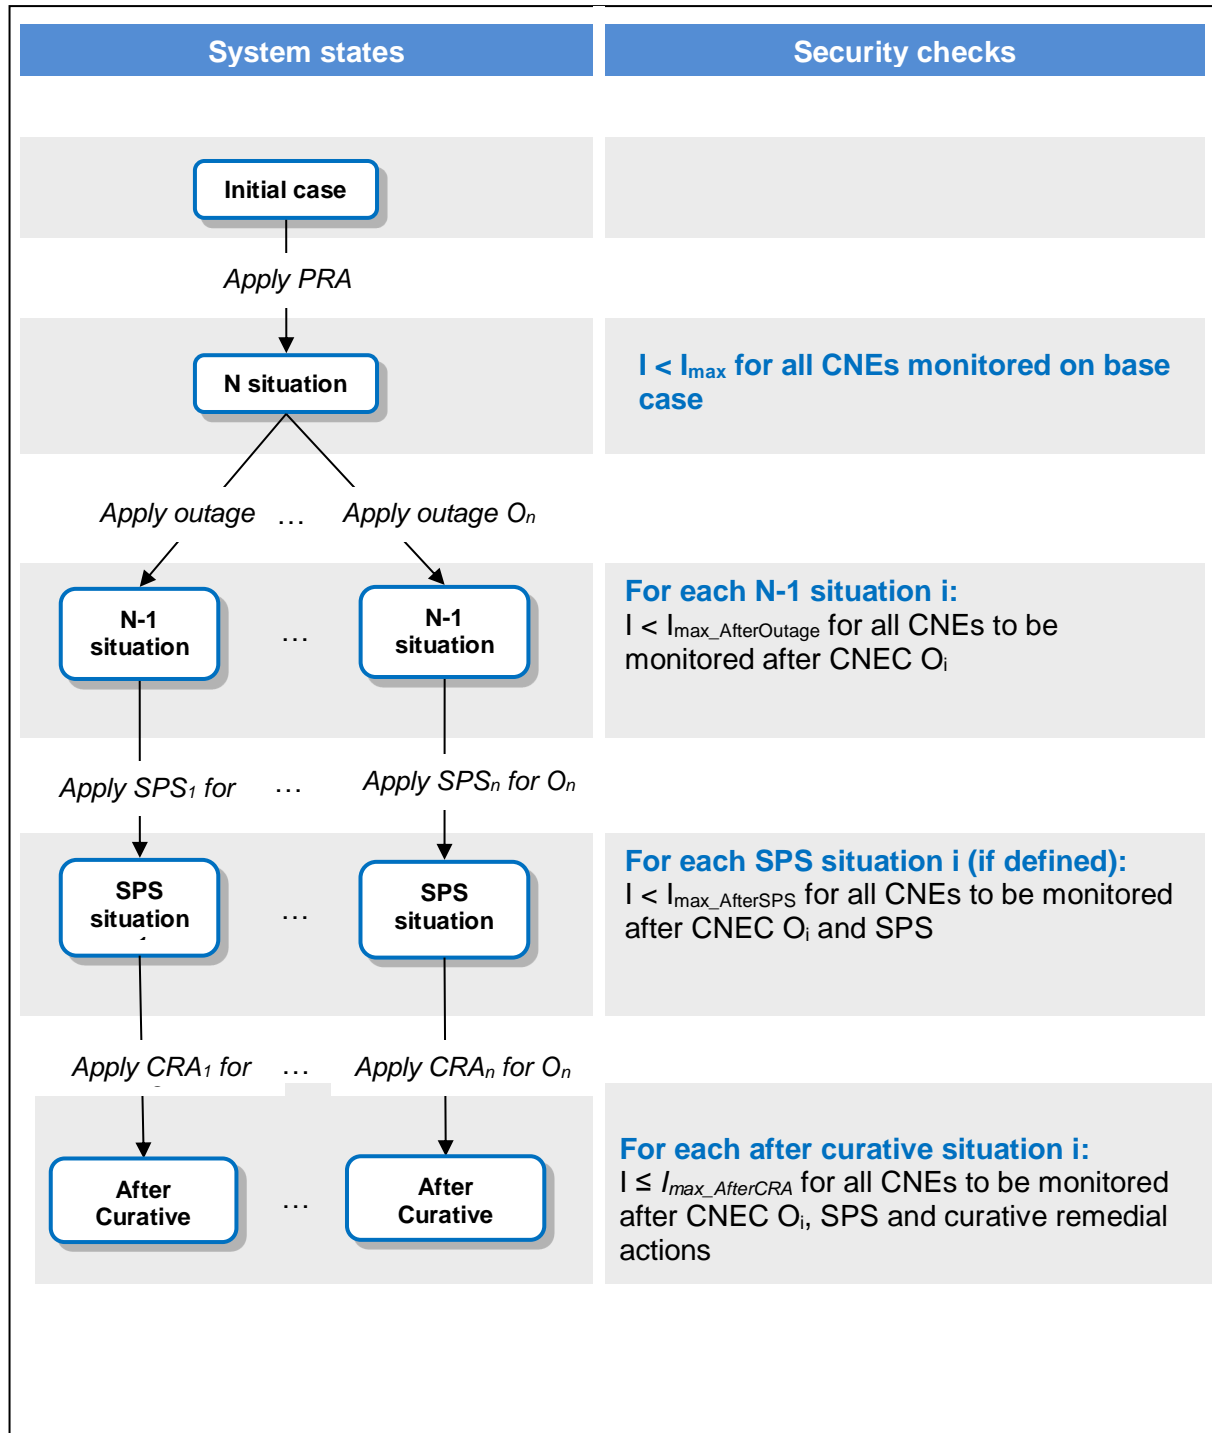 System states
Security checks
Initial case
Apply PRA
N situation
I < Imax for all CNEs monitored on base
case
Apply outage
...
Apply outage On
N-1
situation
...
N-1
situation
For each N-1 situation i:
I < Imax_AfterOutage for all CNEs to be
monitored after CNEC Oi
Apply SPS1 for
...
Apply SPSn for On
SPS
situation
...
SPS
situation
For each SPS situation i (if defined):
I < Imax_AfterSPS for all CNEs to be monitored
after CNEC Oi and SPS
Apply CRA1 for
...
Apply CRAn for On
After
Curative
...
After
Curative
For each after curative situation i:
I ≤ Imax_AfterCRA for all CNEs to be monitored
after CNEC Oi, SPS and curative remedial
actions